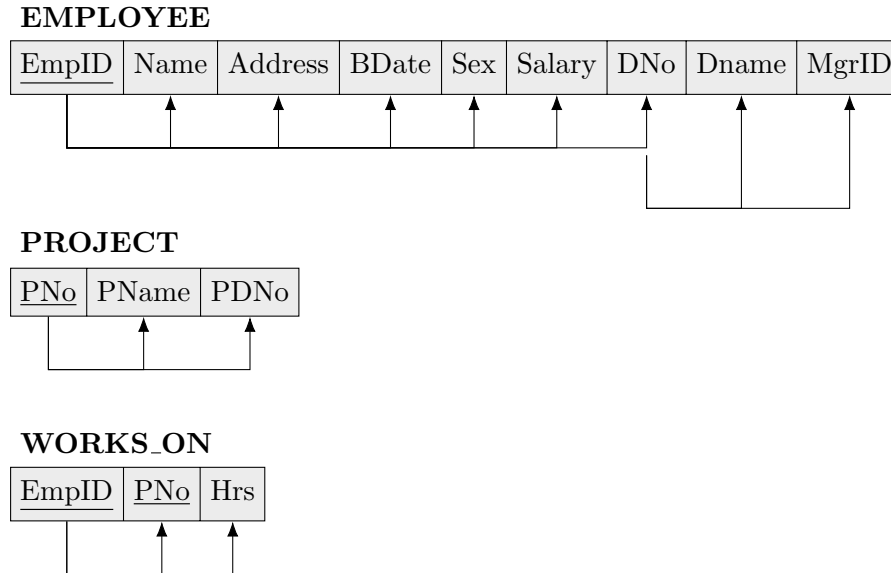 EMPLOYEE
EmpID Name Address BDate Sex Salary DNo Dname MgrID
PROJECT
PNo PName PDNo
WORKS_ON
EmpID PNo Hrs